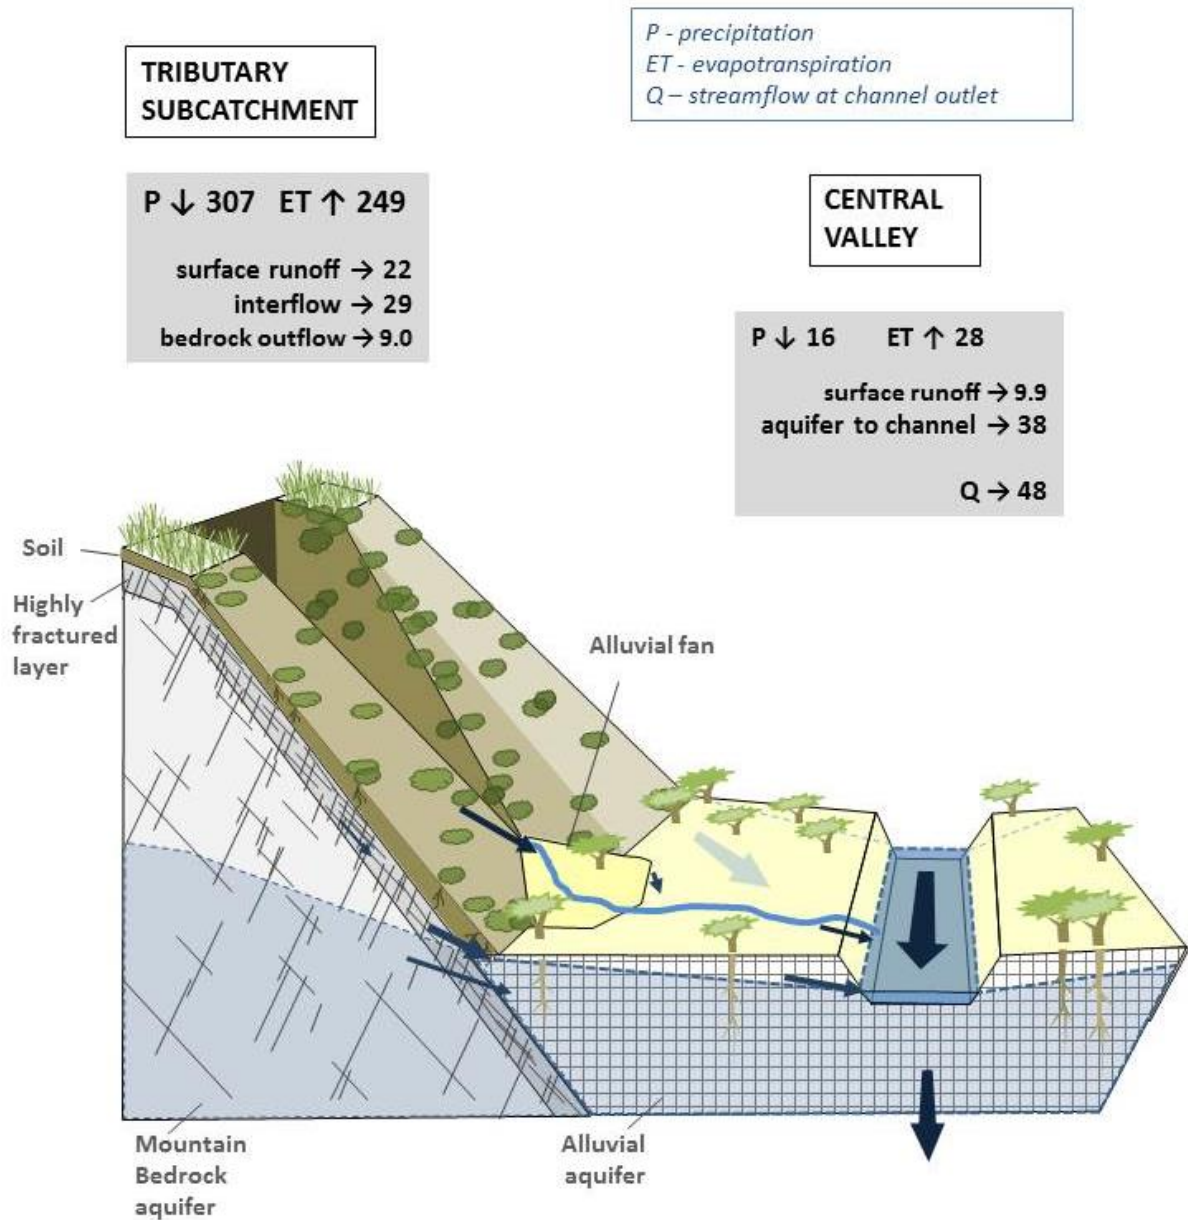 TRIBUTARY
SUBCATCHMENT
P - precipitation
ET - evapotranspiration
Q – streamflow at channel outlet
P ↓ 307 ET ↑ 249
surface runoff → 22
interflow → 29
bedrock outflow → 9.0
CENTRAL
VALLEY
P ↓ 16 ET ↑ 28
surface runoff → 9.9
aquifer to channel → 38
Q → 48
Soil
Highly
fractured
layer
Alluvial fan
Mountain
Bedrock
aquifer
Alluvial
aquifer